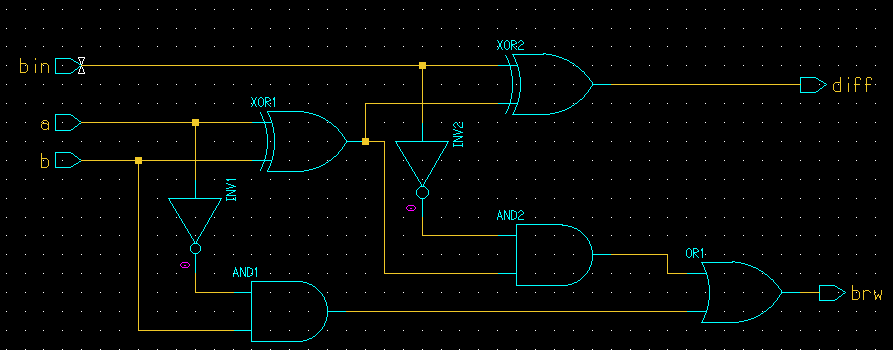 XOR2
bin
diff
XOR1
a
INV2
b
INV1
AND2
OR1
AND1
brw